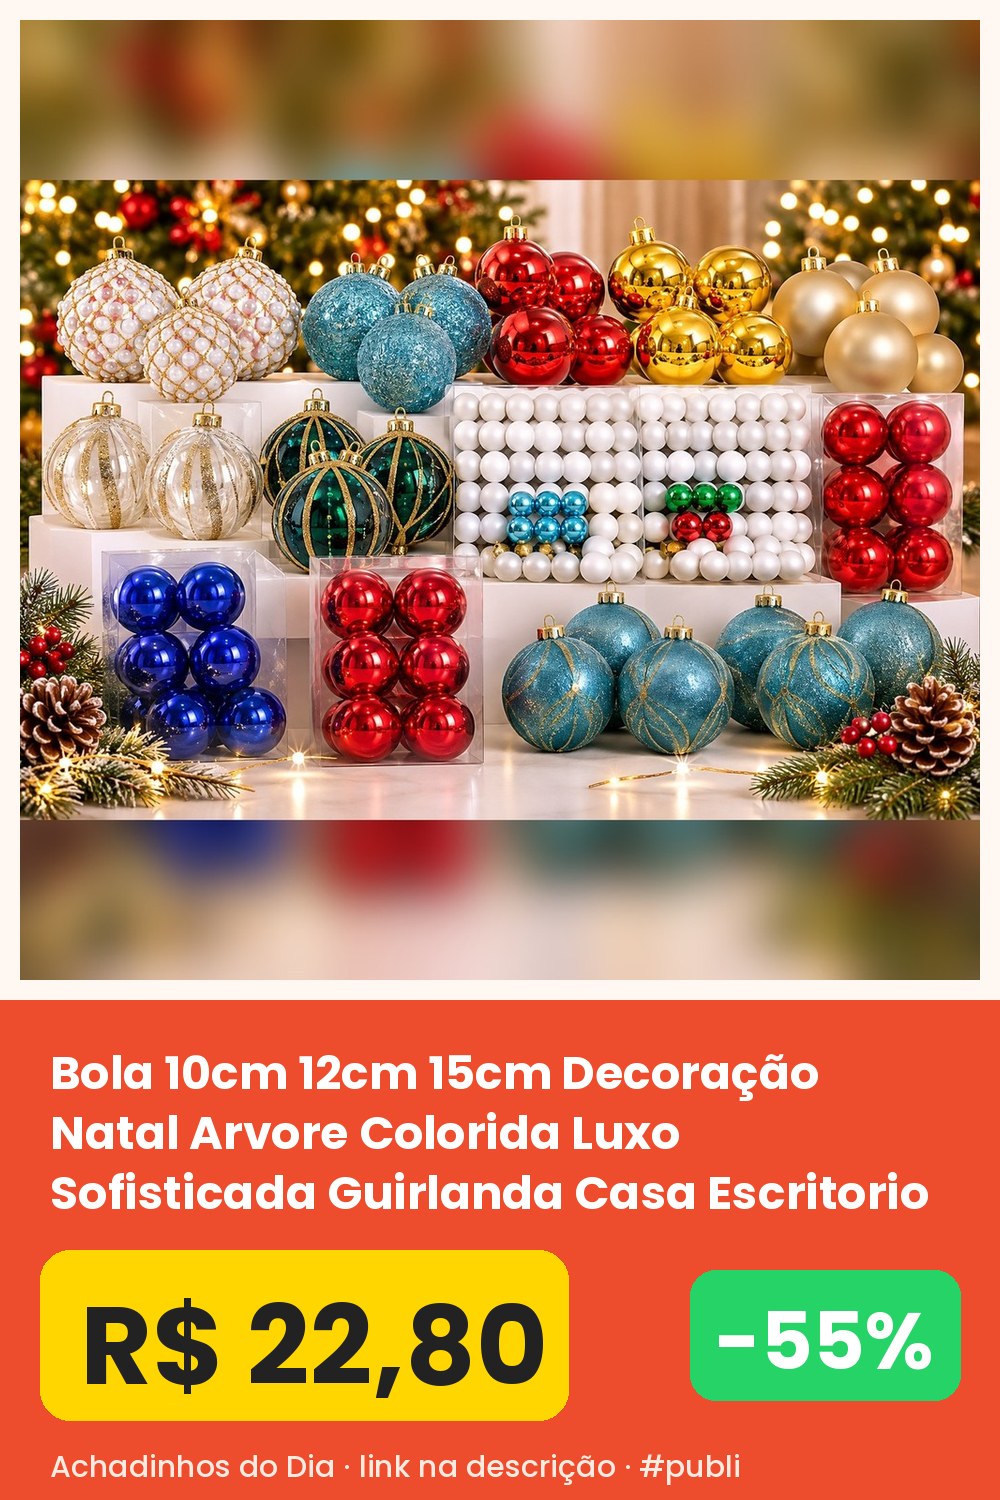 Bola 10cm 12cm 15cm Decoração
Natal Arvore Colorida Luxo
Sofisticada Guirlanda Casa Escritorio
R$ 22,80
-55%
Achadinhos do Dia · link na descrição · #publi